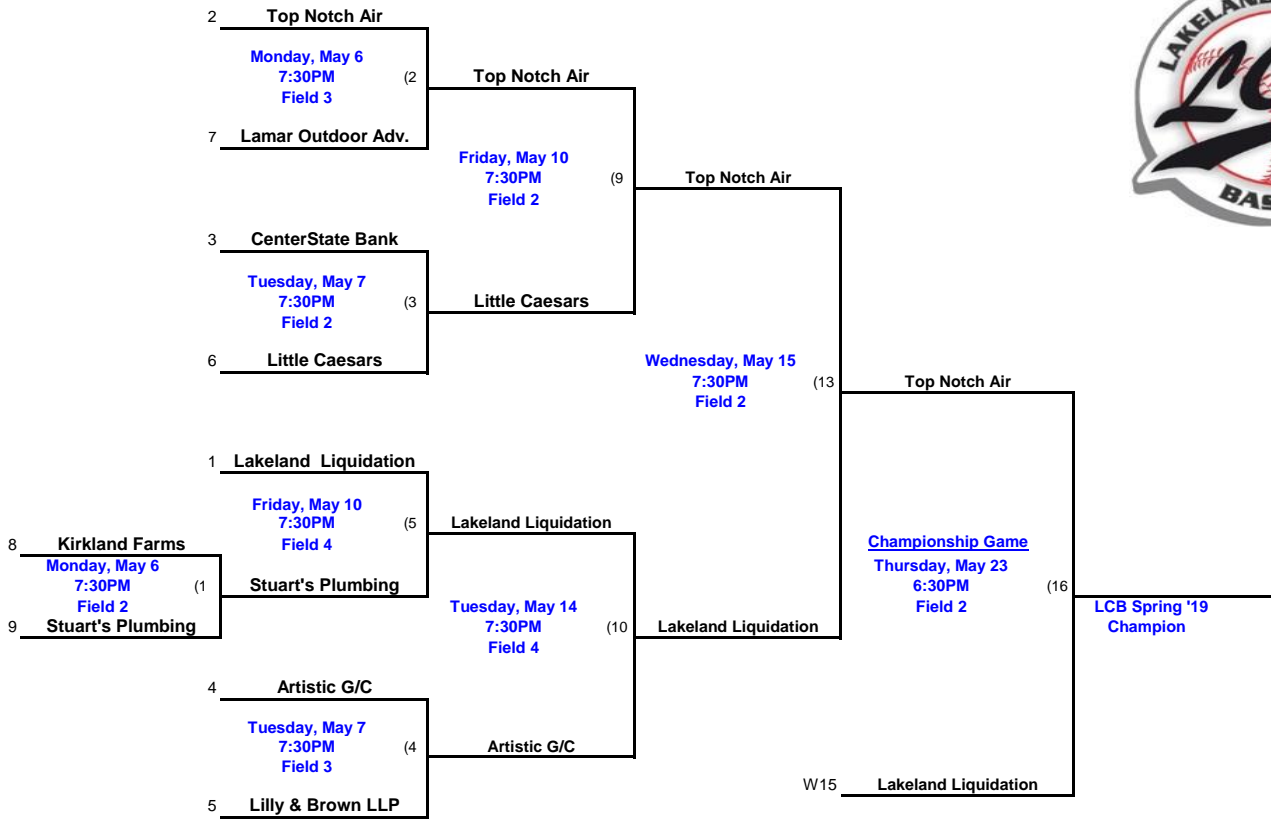 2 Top Notch Air
Monday, May 6
7:30PM (2
Field 3
Top Notch Air
7 Lamar Outdoor Adv.
Friday, May 10
7:30PM (9
Field 2
Top Notch Air
3 CenterState Bank
Tuesday, May 7
7:30PM (3
Field 2
Little Caesars
6 Little Caesars
Wednesday, May 15
7:30PM (13
Field 2
Top Notch Air
1 Lakeland Liquidation
Friday, May 10
7:30PM (5
Field 4
Lakeland Liquidation
8 Kirkland Farms
Monday, May 6
7:30PM (1
Field 2
9 Stuart's Plumbing
Stuart's Plumbing
Tuesday, May 14
7:30PM (10
Field 4
Lakeland Liquidation
Championship Game
Thursday, May 23
6:30PM (16
Field 2
LCB Spring '19
Champion
4 Artistic G/C
Tuesday, May 7
7:30PM (4
Field 3
Artistic G/C
5 Lilly & Brown LLP
W15 Lakeland Liquidation
LAKELAND